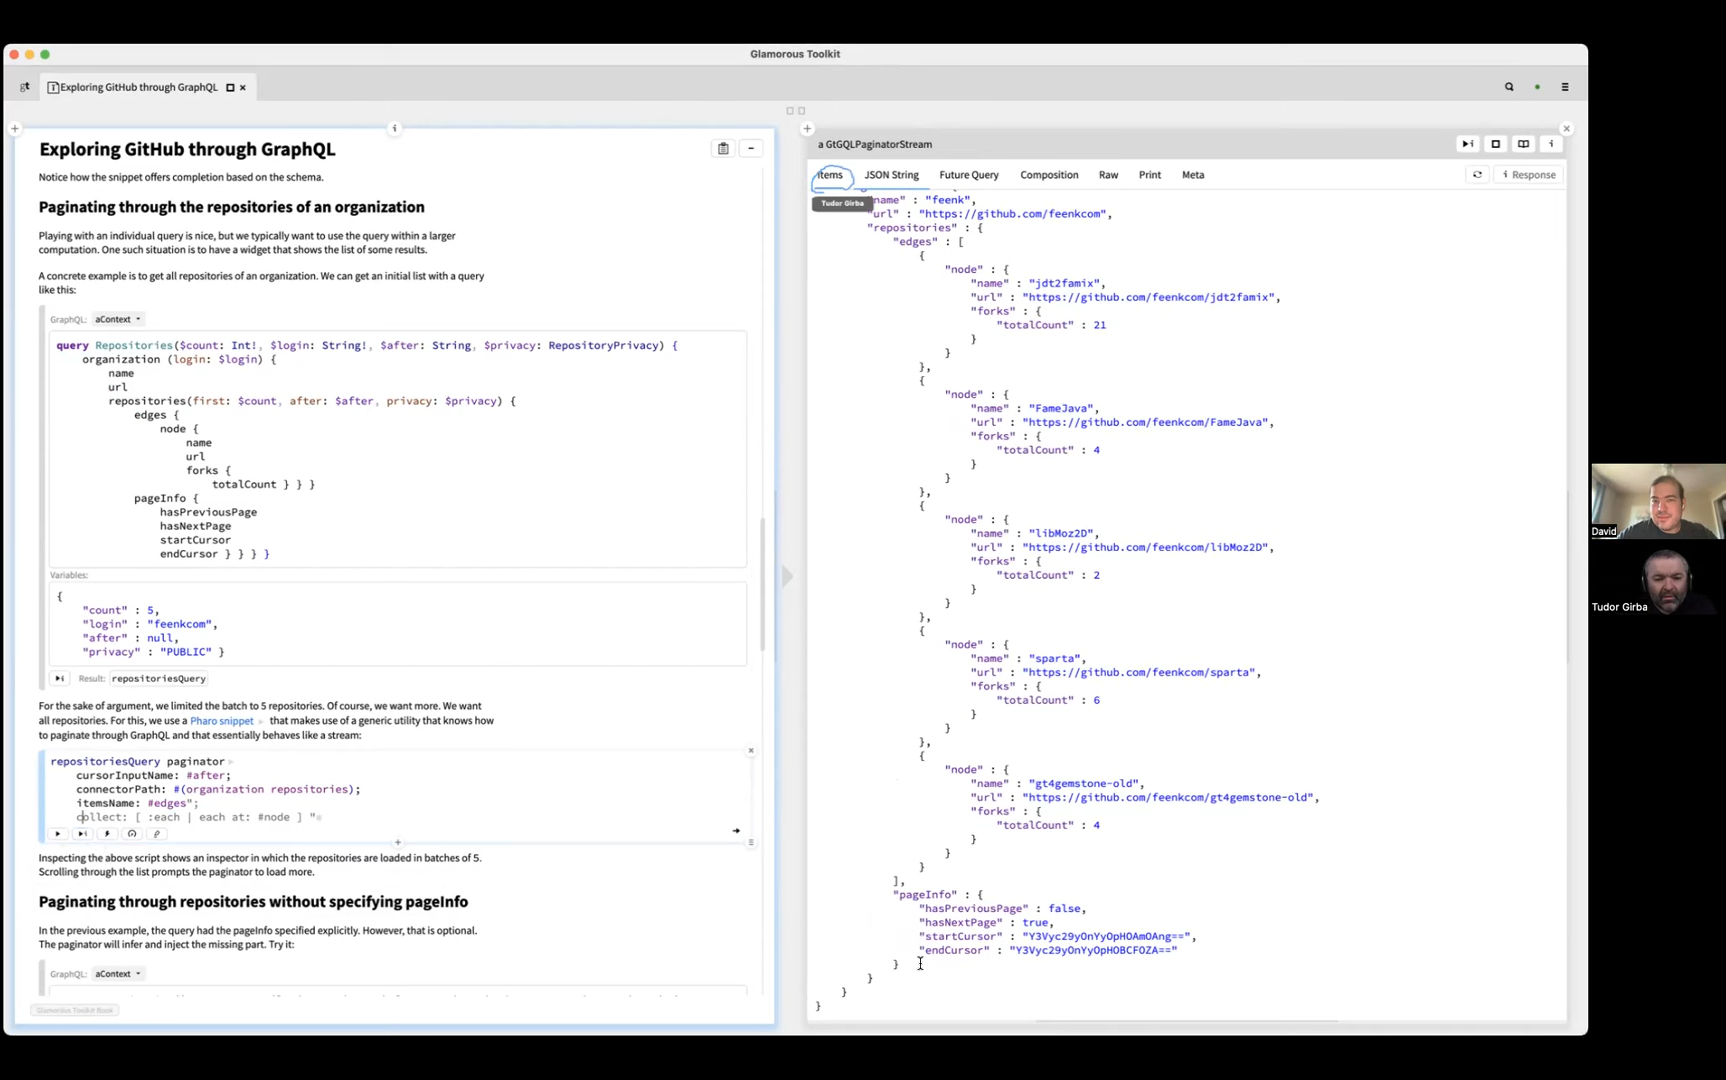 Glamorous Toolkit
gt
Exploring GitHub through GraphQL
Exploring GitHub through GraphQL
Notice how the snippet offers completion based on the schema.
Paginating through the repositories of an organization
Playing with an individual query is nice, but we typically want to use the query within a larger
computation. One such situation is to have a widget that shows the list of some results.
A concrete example is to get all repositories of an organization. We can get an initial list with a query
like this:
GraphQL: aContext
query Repositories($count: Int!, $login: String!, $after: String, $privacy: RepositoryPrivacy) {
organization (login: $login) {
name
url
repositories(first: $count, after: $after, privacy: $privacy) {
edges {
node {
name
url
forks {
totalCount } } }
pageInfo {
hasPreviousPage
hasNextPage
startCursor
endCursor } } } }
Variables:
{
"count" : 5,
"login" : "feenkcom",
"after" : null,
"privacy" : "PUBLIC" }
Result: repositoriesQuery
For the sake of argument, we limited the batch to 5 repositories. Of course, we want more. We want
all repositories. For this, we use a Pharo snippet that makes use of a generic utility that knows how
to paginate through GraphQL and that essentially behaves like a stream:
repositoriesQuery paginator
cursorInputName: #after;
connectorPath: #(organization repositories);
itemsName: #edges";
collect: [ :each | each at: #node ] "
Inspecting the above script shows an inspector in which the repositories are loaded in batches of 5.
Scrolling through the list prompts the paginator to load more.
Paginating through repositories without specifying pageInfo
In the previous example, the query had the pageInfo specified explicitly. However, that is optional.
The paginator will infer and inject the missing part. Try it:
GraphQL: aContext
Glamorous Toolkit Book
a GtGQLPaginatorStream
Items JSON String Future Query Composition Raw Print Meta
Response
Tudor Girba
"name" : "feenk",
"url" : "https://github.com/feenkcom",
"repositories" : {
"edges" : [
{
"node" : {
"name" : "jdt2famix",
"url" : "https://github.com/feenkcom/jdt2famix",
"forks" : {
"totalCount" : 21
}
}
},
{
"node" : {
"name" : "FameJava",
"url" : "https://github.com/feenkcom/FameJava",
"forks" : {
"totalCount" : 4
}
}
},
{
"node" : {
"name" : "libMoz2D",
"url" : "https://github.com/feenkcom/libMoz2D",
"forks" : {
"totalCount" : 2
}
}
},
{
"node" : {
"name" : "sparta",
"url" : "https://github.com/feenkcom/sparta",
"forks" : {
"totalCount" : 6
}
}
},
{
"node" : {
"name" : "gt4gemstone-old",
"url" : "https://github.com/feenkcom/gt4gemstone-old",
"forks" : {
"totalCount" : 4
}
}
}
],
"pageInfo" : {
"hasPreviousPage" : false,
"hasNextPage" : true,
"startCursor" : "Y3Vyc29yOnYyOpHOAmOAng==",
"endCursor" : "Y3Vyc29yOnYyOpHOBCFOZA=="
}
}
}
}
David
Tudor Girba